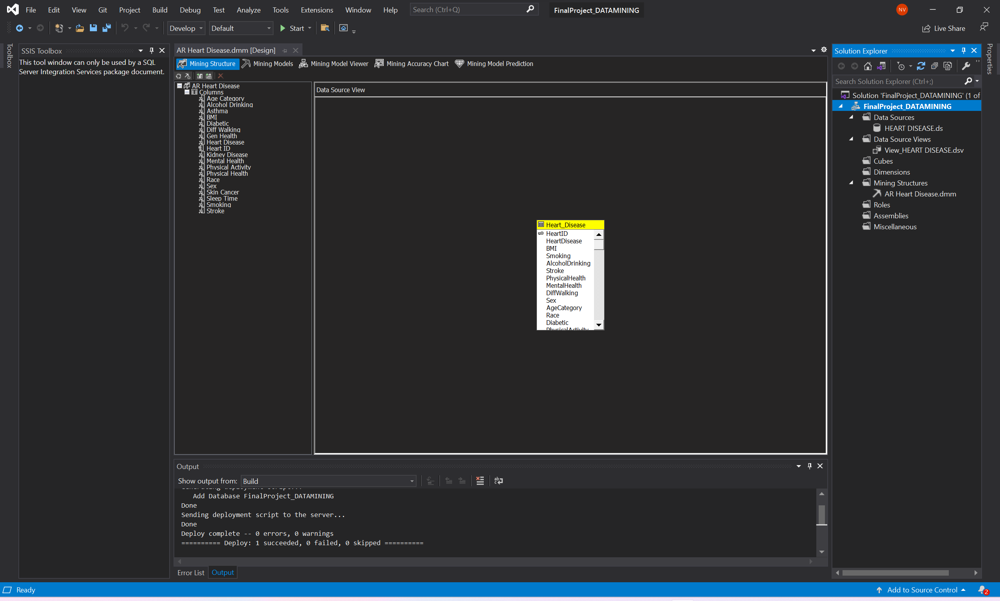 File Edit View Git Project Build Debug Test Analyze Tools Extensions Window Help Search (Ctrl+Q) FinalProject_DATAMINING NV
Develop Default Start Live Share
Toolbox
SSIS Toolbox
This tool window can only be used by a SQL
Server Integration Services package document.
AR Heart Disease.dmm [Design]
Mining Structure Mining Models Mining Model Viewer Mining Accuracy Chart Mining Model Prediction
AR Heart Disease
Columns
Age Category
Alcohol Drinking
Asthma
BMI
Diabetic
Diff Walking
Gen Health
Heart Disease
Heart ID
Kidney Disease
Mental Health
Physical Activity
Physical Health
Race
Sex
Skin Cancer
Sleep Time
Smoking
Stroke
Data Source View
Heart_Disease
HeartID
HeartDisease
BMI
Smoking
AlcoholDrinking
Stroke
PhysicalHealth
MentalHealth
DiffWalking
Sex
AgeCategory
Race
Diabetic
PhysicalActivity
Output
Show output from: Build
Generating deployment script...
Add Database FinalProject_DATAMINING
Done
Sending deployment script to the server...
Done
Deploy complete -- 0 errors, 0 warnings
========== Deploy: 1 succeeded, 0 failed, 0 skipped ==========
Error List Output
Solution Explorer
Search Solution Explorer (Ctrl+;)
Solution 'FinalProject_DATAMINING' (1 of
FinalProject_DATAMINING
Data Sources
HEART DISEASE.ds
Data Source Views
View_HEART DISEASE.dsv
Cubes
Dimensions
Mining Structures
AR Heart Disease.dmm
Roles
Assemblies
Miscellaneous
Properties
Ready Add to Source Control 2